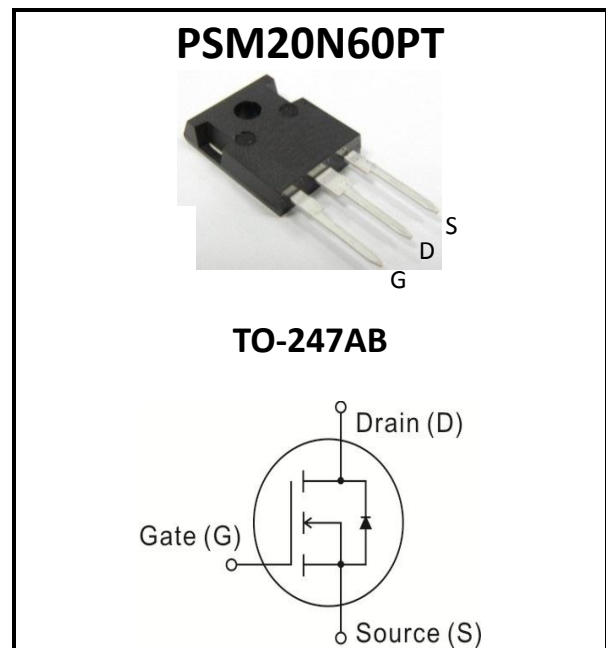 PSM20N60PT
S
D
G
TO-247AB
Drain (D)
Gate (G)
Source (S)